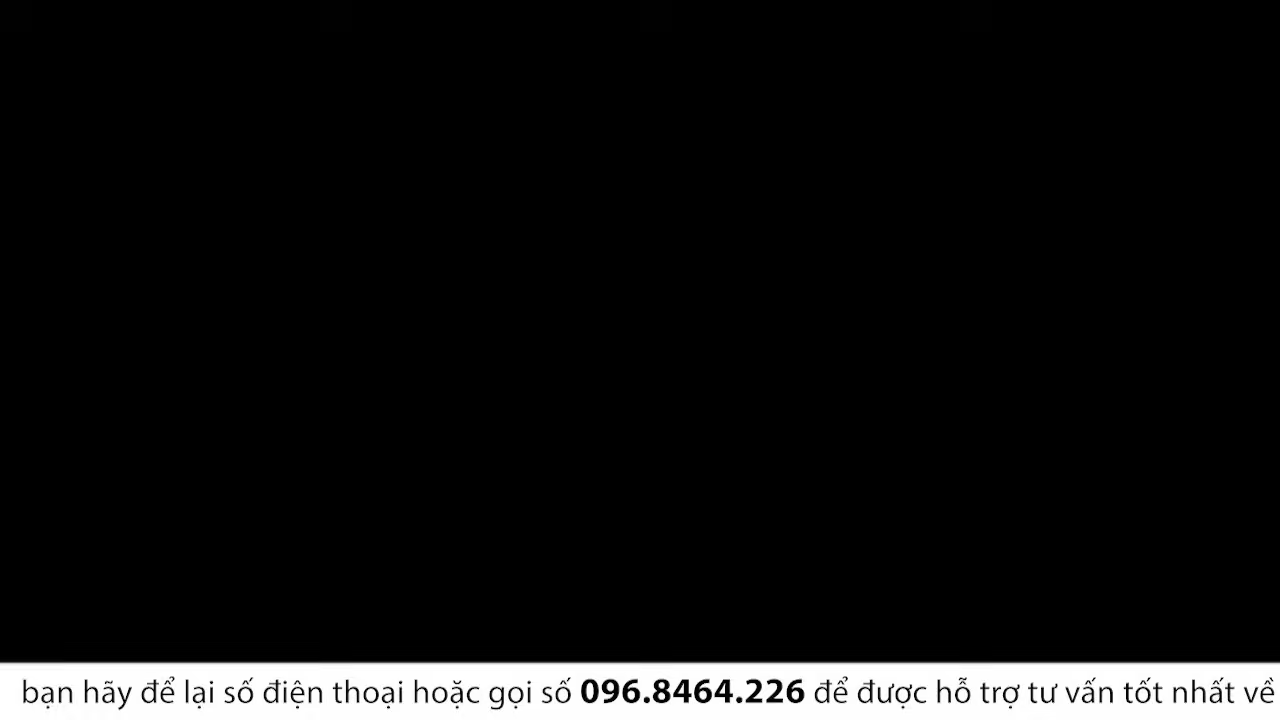 bạn hãy để lại số điện thoại hoặc gọi số 096.8464.226 để được hỗ trợ tư vấn tốt nhất về